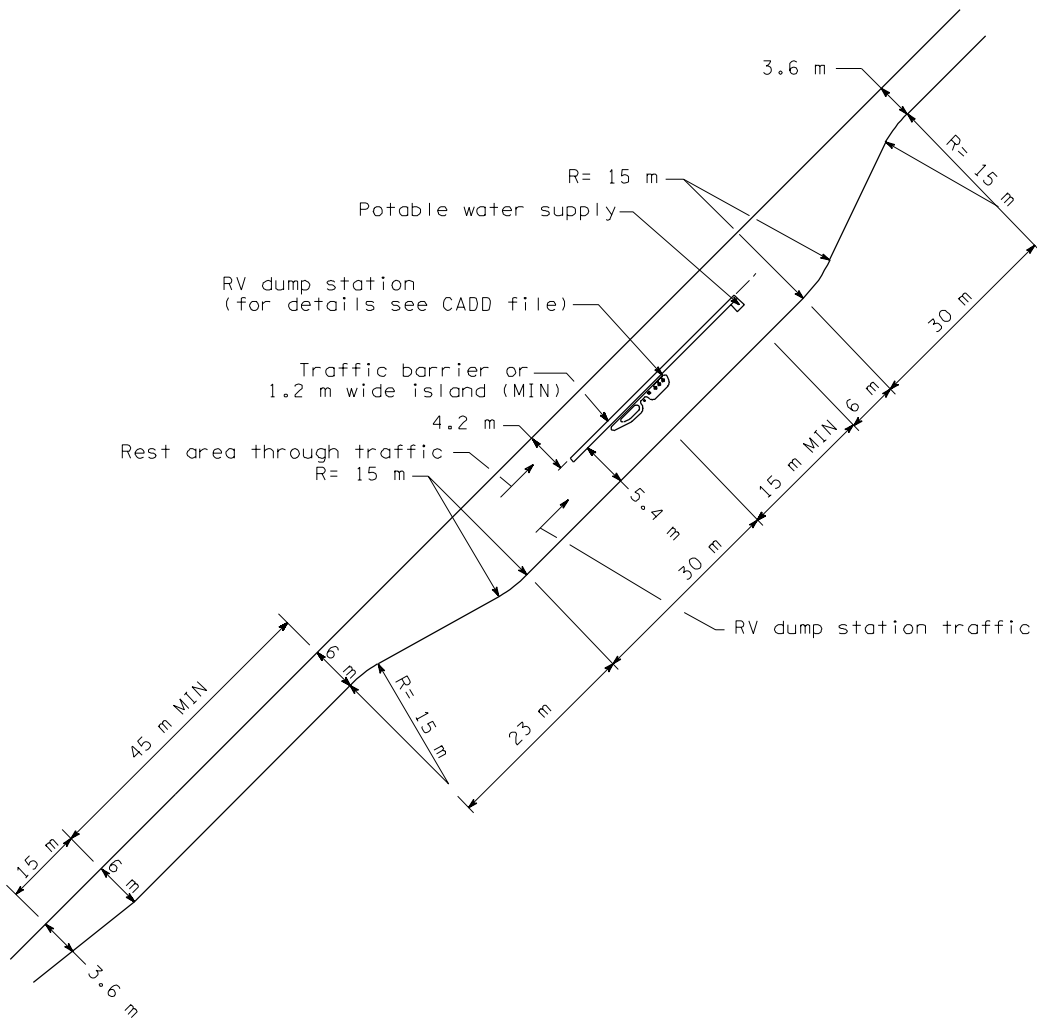 3.6 m
R= 15 m
R= 15 m
Potable water supply
RV dump station
(for details see CADD file)
30 m
Traffic barrier or
1.2 m wide island (MIN)
6 m
4.2 m
Rest area through traffic
R= 15 m
15 m MIN
5.4 m
30 m
RV dump station traffic
6 m
R= 15 m
45 m MIN
23 m
15 m
6 m
3.6 m